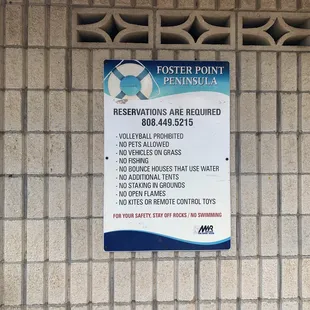 FOSTER POINT
PENINSULA
RESERVATIONS ARE REQUIRED
808.449.5215
- VOLLEYBALL PROHIBITED
- NO PETS ALLOWED
- NO VEHICLES ON GRASS
- NO FISHING
- NO BOUNCE HOUSES THAT USE WATER
- NO ADDITIONAL TENTS
- NO STAKING IN GROUNDS
- NO OPEN FLAMES
- NO KITES OR REMOTE CONTROL TOYS
FOR YOUR SAFETY, STAY OFF ROCKS / NO SWIMMING
MWR